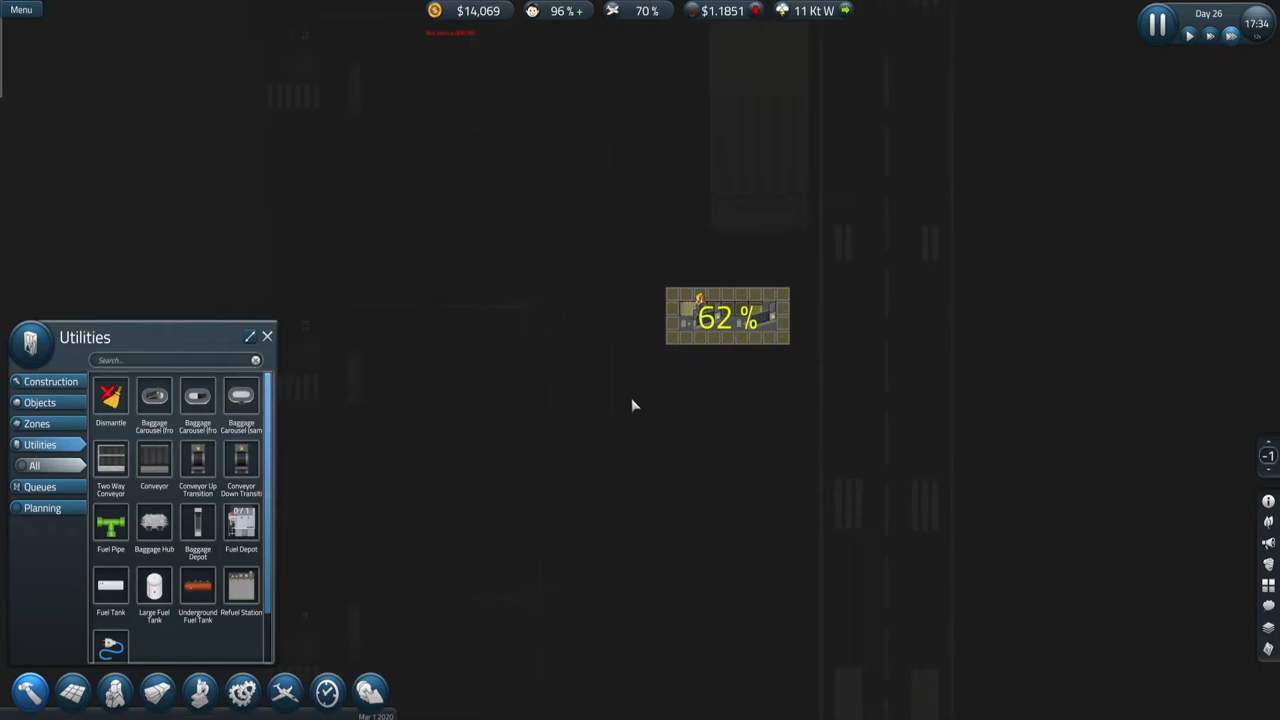 Menu
$14,069
96 % +
70 %
$1.1851
11 Kt W
Day 26
17:34
12x
62 %
Utilities
Search...
Construction
Objects
Zones
Utilities
All
Queues
Planning
Dismantle
Baggage Carousel (fro
Baggage Carousel (fro
Baggage Carousel (sam
Two Way Conveyor
Conveyor
Conveyor Up Transition
Conveyor Down Transiti
Fuel Pipe
Baggage Hub
Baggage Depot
0 / 1
Fuel Depot
Fuel Tank
Large Fuel Tank
Underground Fuel Tank
Refuel Station
-1
Mar 1 2020